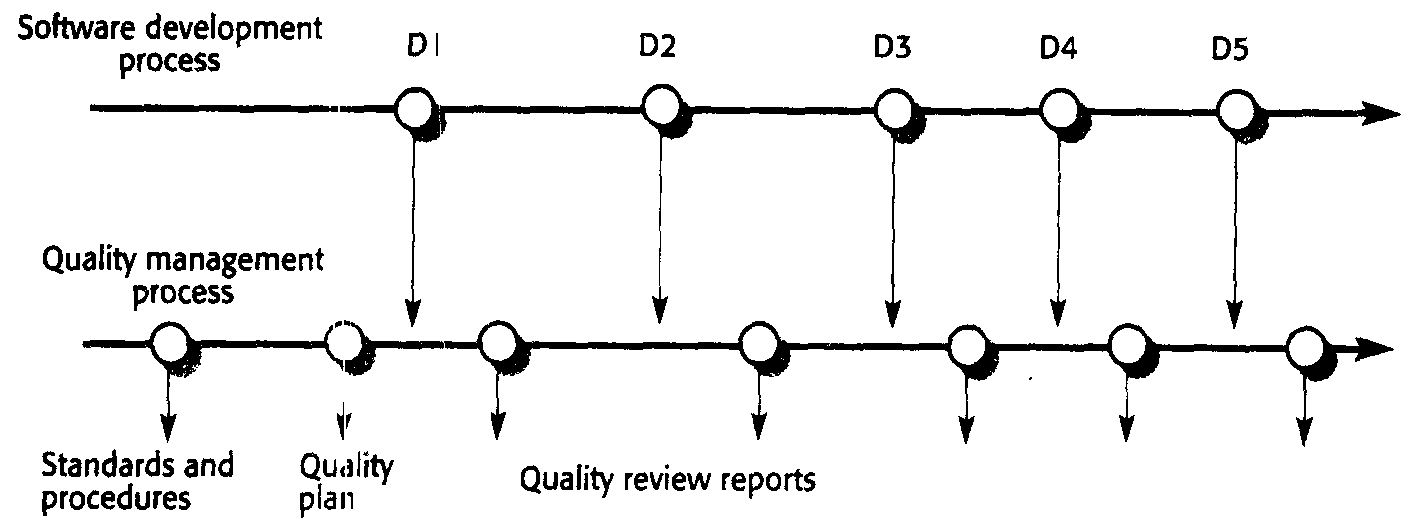 Software development
process
D1
D2
D3
D4
D5
Quality management
process
Standards and
procedures
Quality
plan
Quality review reports